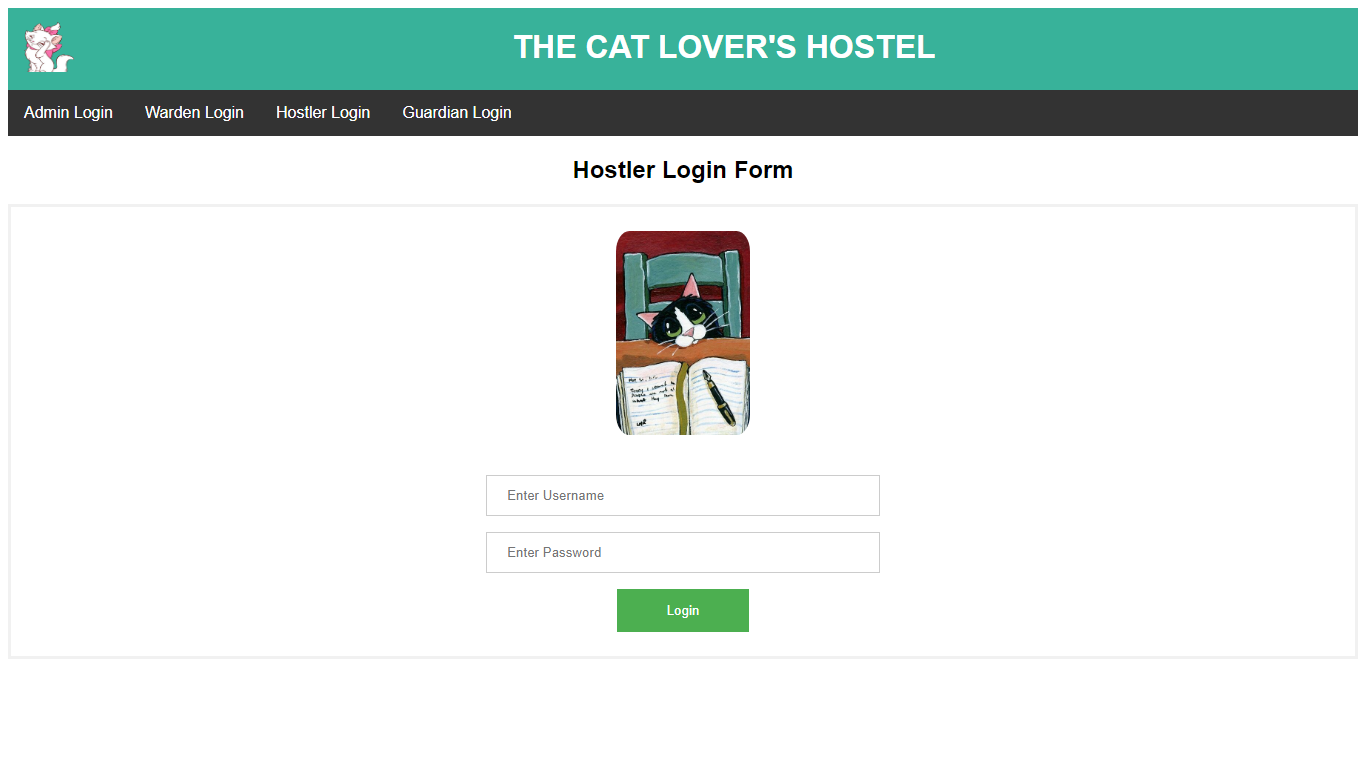 THE CAT LOVER'S HOSTEL
Admin Login Warden Login Hostler Login Guardian Login
Hostler Login Form
Enter Username
Enter Password
Login